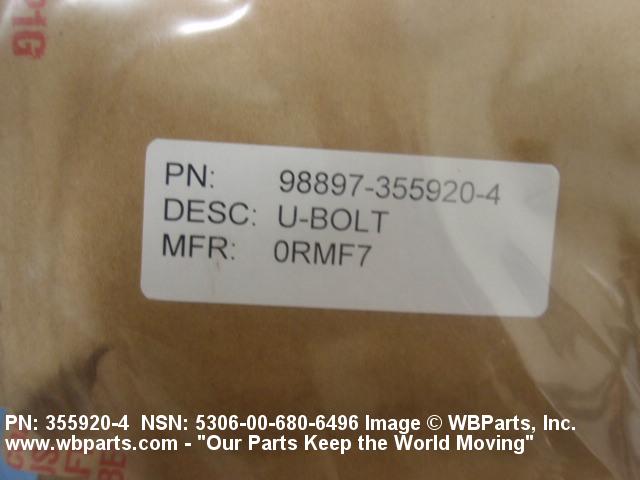 PN: 98897-355920-4
DESC: U-BOLT
MFR: 0RMF7
PN: 355920-4 NSN: 5306-00-680-6496 Image © WBParts, Inc.
www.wbparts.com - "Our Parts Keep the World Moving"